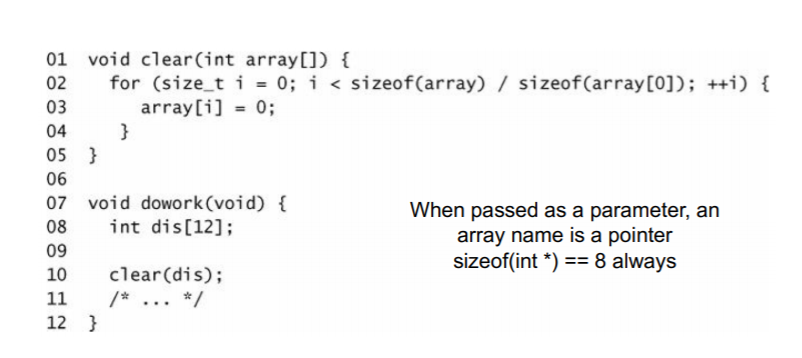 01 void clear(int array[]) {
02 for (size_t i = 0; i < sizeof(array) / sizeof(array[0]); ++i) {
03 array[i] = 0;
04 }
05 }
06
07 void dowork(void) {
08 int dis[12];
09
10 clear(dis);
11 /* ... */
12 }
When passed as a parameter, an
array name is a pointer
sizeof(int *) == 8 always